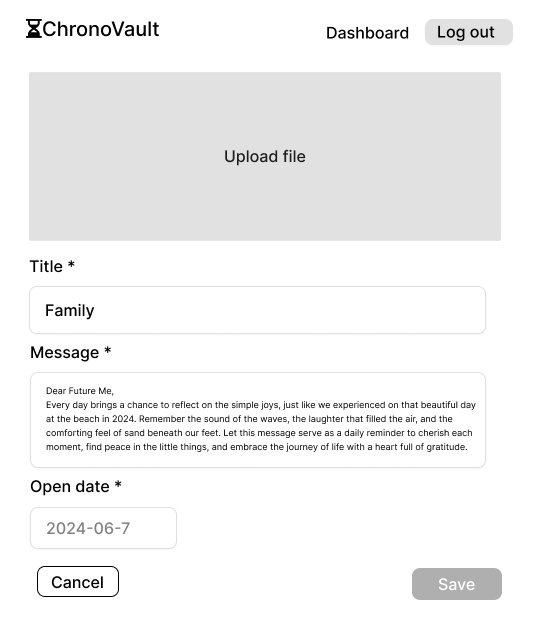 ChronoVault
Dashboard
Log out
Upload file
Title *
Family
Message *
Dear Future Me,
Every day brings a chance to reflect on the simple joys, just like we experienced on that beautiful day
at the beach in 2024. Remember the sound of the waves, the laughter that filled the air, and the
comforting feel of sand beneath our feet. Let this message serve as a daily reminder to cherish each
moment, find peace in the little things, and embrace the journey of life with a heart full of gratitude.
Open date *
2024-06-7
Cancel
Save